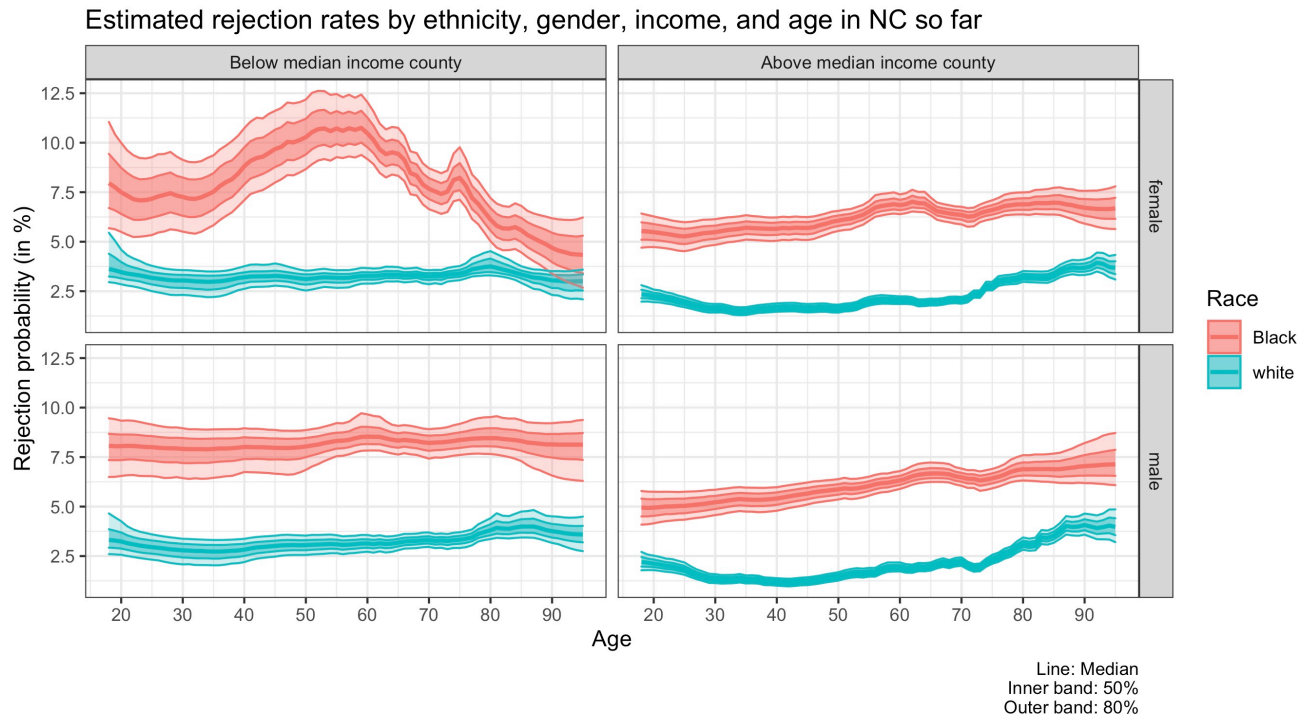 Estimated rejection rates by ethnicity, gender, income, and age in NC so far
Below median income county
Above median income county
Rejection probability (in %)
12.5
10.0
7.5
5.0
2.5
female
12.5
10.0
7.5
5.0
2.5
male
20 30 40 50 60 70 80 90
20 30 40 50 60 70 80 90
Age
Race
Black
white
Line: Median
Inner band: 50%
Outer band: 80%